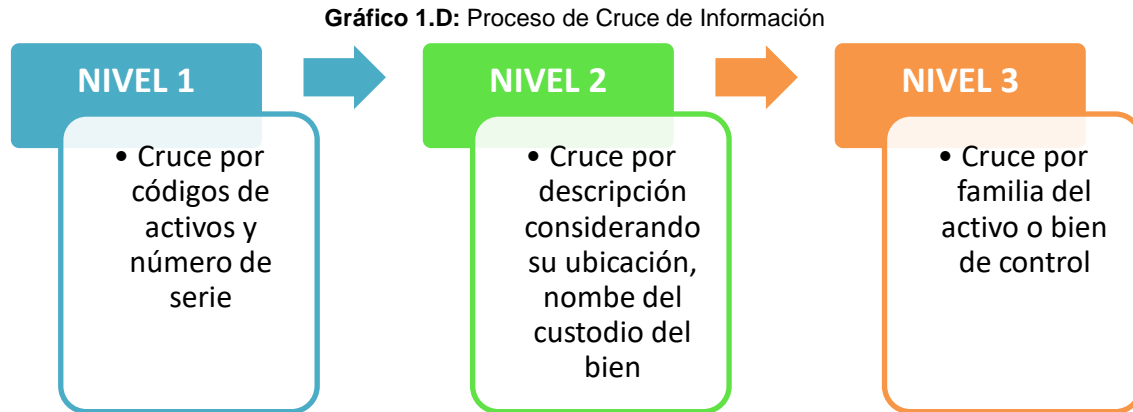 Gráfico 1.D: Proceso de Cruce de Información
NIVEL 1
• Cruce por
códigos de
activos y
número de
serie
NIVEL 2
• Cruce por
descripción
considerando
su ubicación,
nombe del
custodio del
bien
NIVEL 3
• Cruce por
familia del
activo o bien
de control